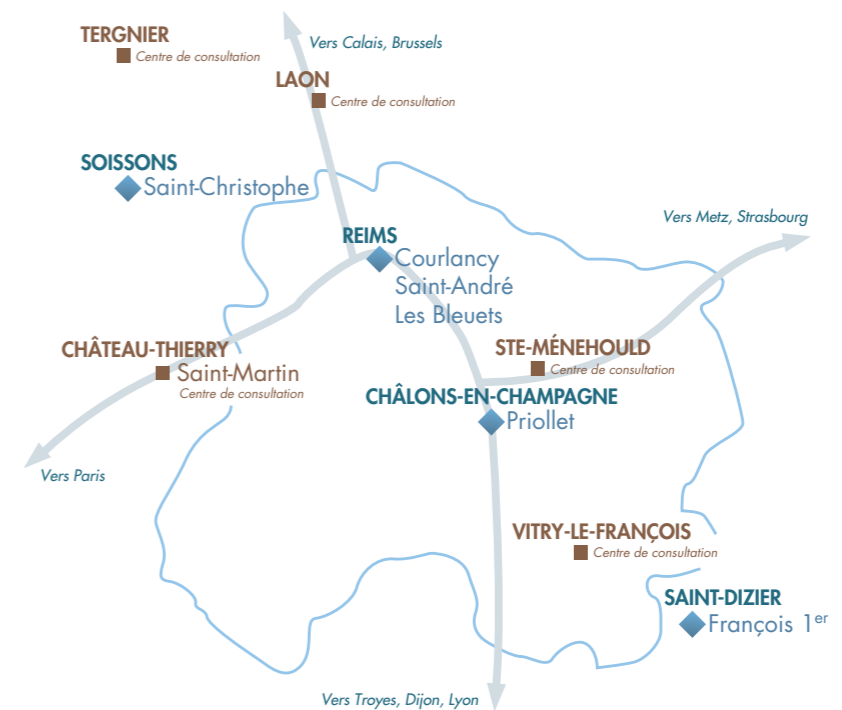 TERGNIER
Centre de consultation
Vers Calais, Brussels
LAON
Centre de consultation
SOISSONS
Saint-Christophe
Vers Metz, Strasbourg
REIMS
Courlancy
Saint-André
Les Bleuets
CHÂTEAU-THIERRY
Saint-Martin
Centre de consultation
STE-MÉNEHOULD
Centre de consultation
CHÂLONS-EN-CHAMPAGNE
Priollet
Vers Paris
VITRY-LE-FRANÇOIS
Centre de consultation
SAINT-DIZIER
François 1er
Vers Troyes, Dijon, Lyon